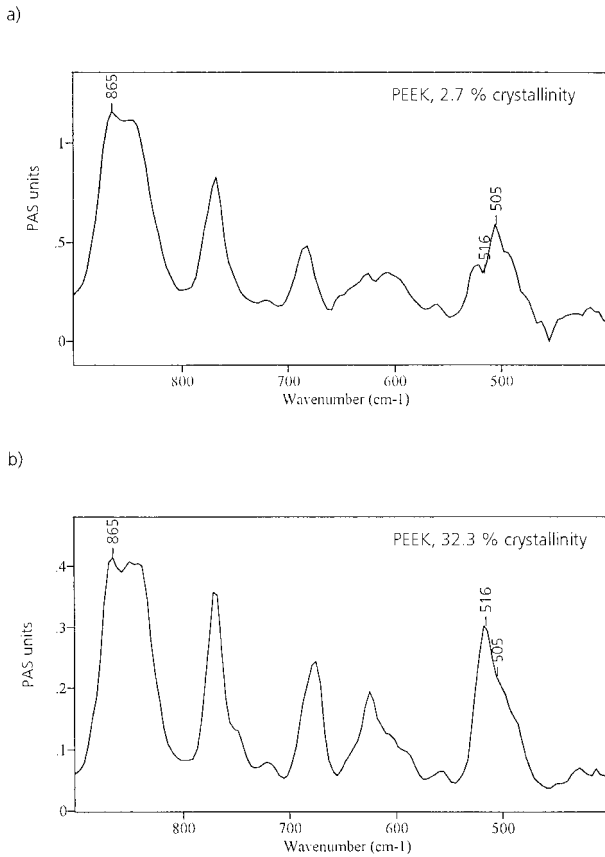 a)
865
PEEK, 2.7 % crystallinity
505
516
1
.5
0
PAS units
800 700 600 500
Wavenumber (cm-1)
b)
865
PEEK, 32.3 % crystallinity
516
505
.4
.3
.2
.1
0
PAS units
800 700 600 500
Wavenumber (cm-1)